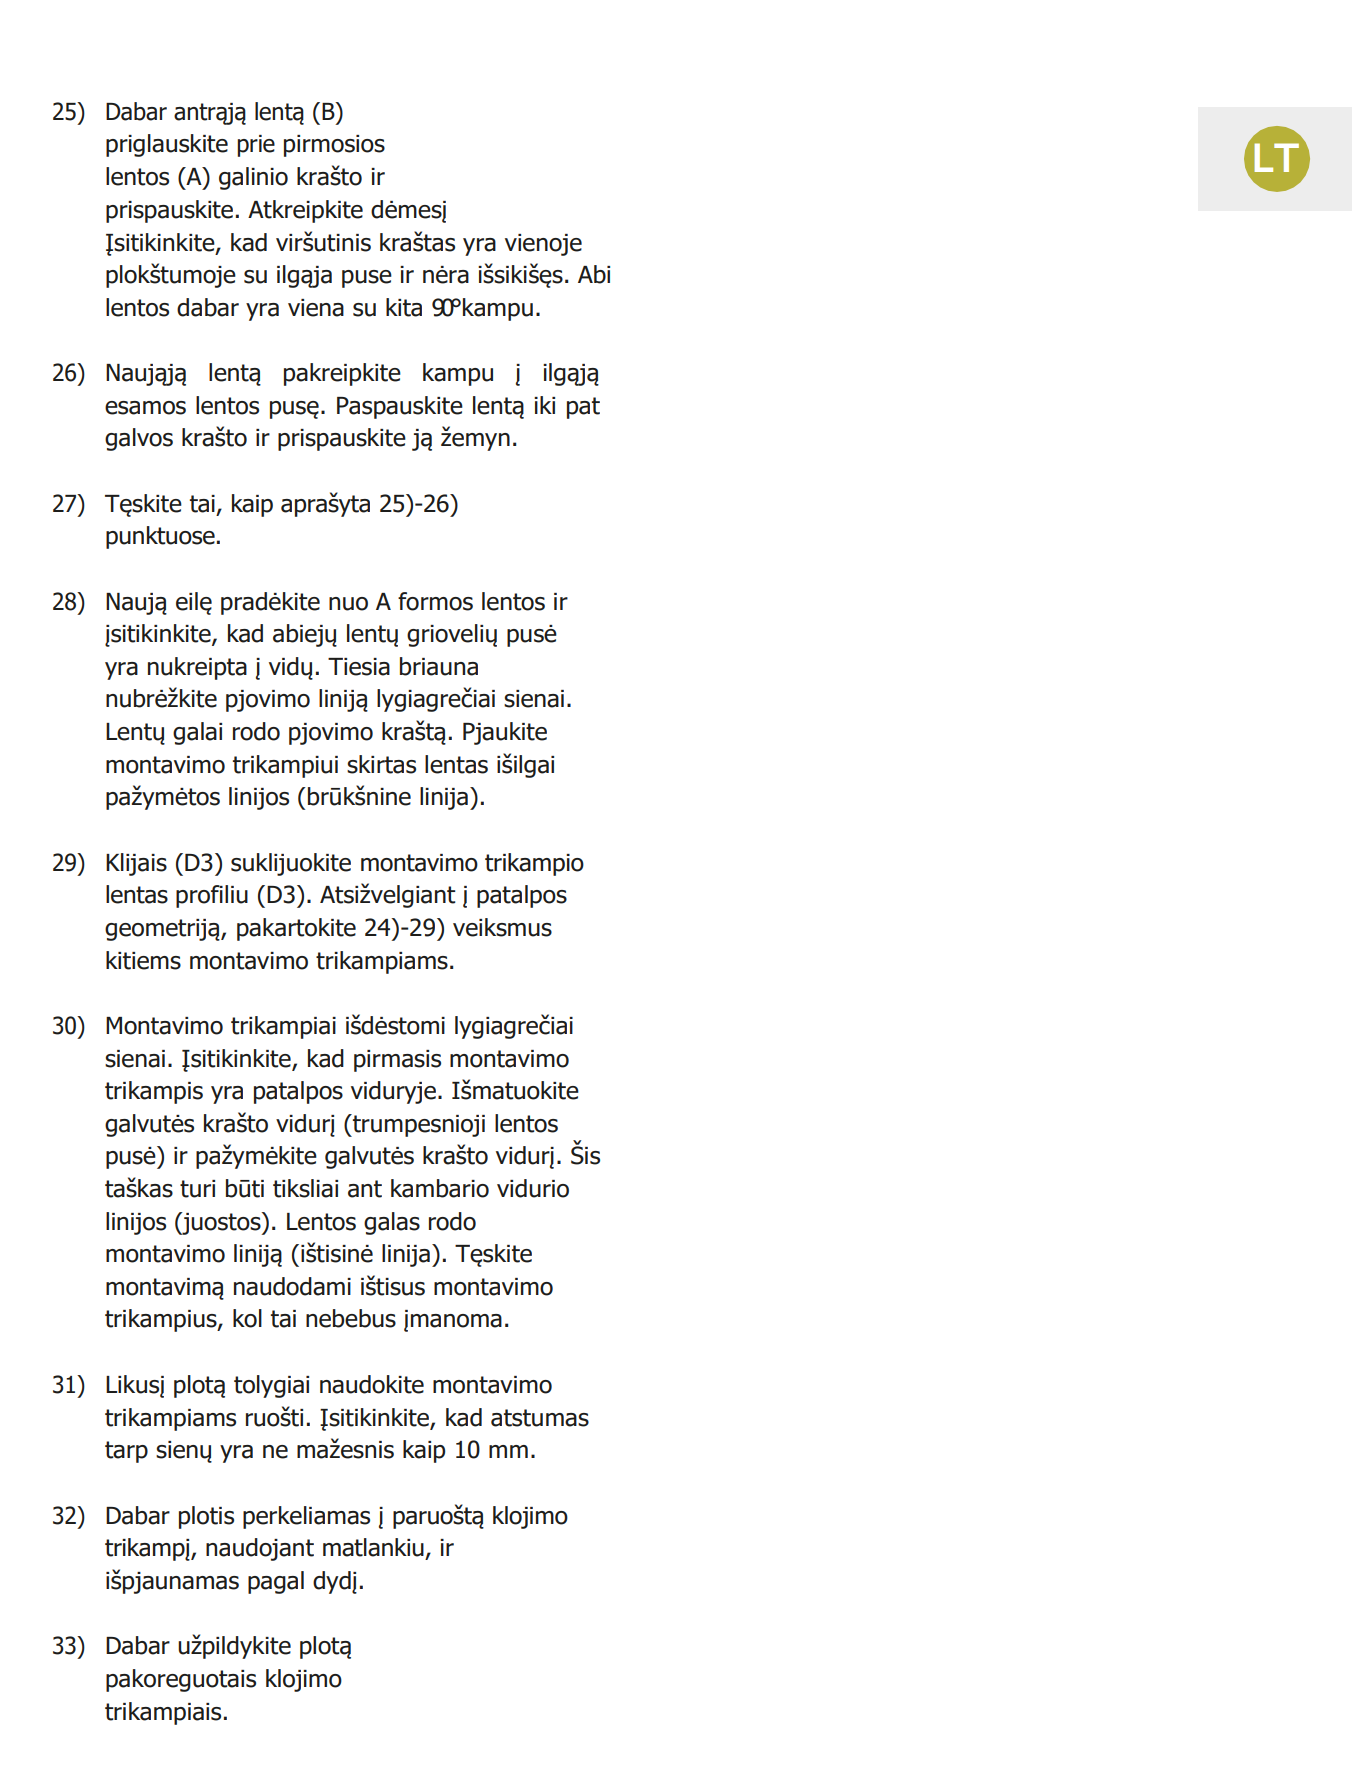 25) Dabar antrąją lentą (B)
priglauskite prie pirmosios
lentos (A) galinio krašto ir
prispauskite. Atkreipkite dėmesį
Įsitikinkite, kad viršutinis kraštas yra vienoje
plokštumoje su ilgąja puse ir nėra išsikišęs. Abi
lentos dabar yra viena su kita 90°kampu.
26) Naująją lentą pakreipkite kampu į ilgąją
esamos lentos pusę. Paspauskite lentą iki pat
galvos krašto ir prispauskite ją žemyn.
27) Tęskite tai, kaip aprašyta 25)-26)
punktuose.
28) Naują eilę pradėkite nuo A formos lentos ir
įsitikinkite, kad abiejų lentų griovelių pusė
yra nukreipta į vidų. Tiesia briauna
nubrėžkite pjovimo liniją lygiagrečiai sienai.
Lentų galai rodo pjovimo kraštą. Pjaukite
montavimo trikampiui skirtas lentas išilgai
pažymėtos linijos (brūkšnine linija).
29) Klijais (D3) suklijuokite montavimo trikampio
lentas profiliu (D3). Atsižvelgiant į patalpos
geometriją, pakartokite 24)-29) veiksmus
kitiems montavimo trikampiams.
30) Montavimo trikampiai išdėstomi lygiagrečiai
sienai. Įsitikinkite, kad pirmasis montavimo
trikampis yra patalpos viduryje. Išmatuokite
galvutės krašto vidurį (trumpesnioji lentos
pusė) ir pažymėkite galvutės krašto vidurį. Šis
taškas turi būti tiksliai ant kambario vidurio
linijos (juostos). Lentos galas rodo
montavimo liniją (ištisinė linija). Tęskite
montavimą naudodami ištisus montavimo
trikampius, kol tai nebebus įmanoma.
31) Likusį plotą tolygiai naudokite montavimo
trikampiams ruošti. Įsitikinkite, kad atstumas
tarp sienų yra ne mažesnis kaip 10 mm.
32) Dabar plotis perkeliamas į paruoštą klojimo
trikampį, naudojant matlankiu, ir
išpjaunamas pagal dydį.
33) Dabar užpildykite plotą
pakoreguotais klojimo
trikampiais.
LT